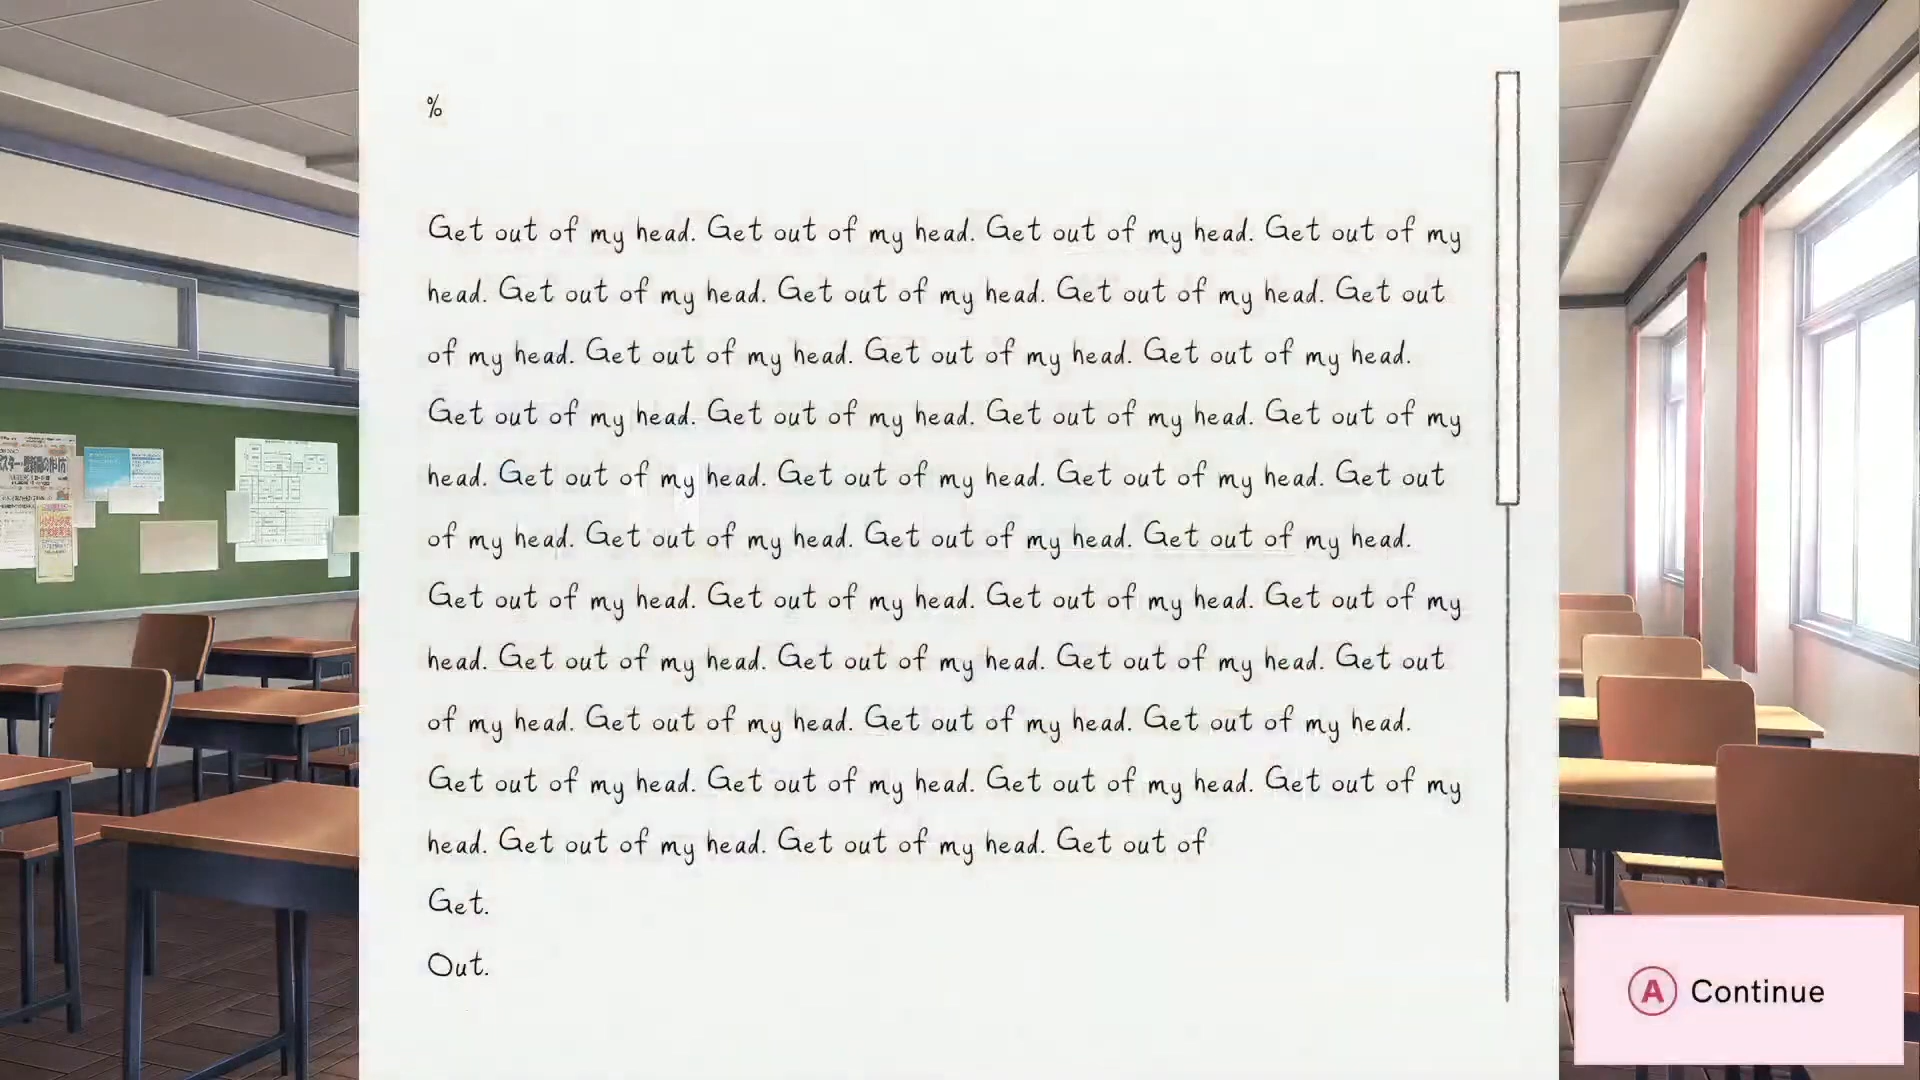 %
Get out of my head. Get out of my head. Get out of my head. Get out of my
head. Get out of my head. Get out of my head. Get out of my head. Get out
of my head. Get out of my head. Get out of my head. Get out of my head.
Get out of my head. Get out of my head. Get out of my head. Get out of my
head. Get out of my head. Get out of my head. Get out of my head. Get out
of my head. Get out of my head. Get out of my head. Get out of my head.
Get out of my head. Get out of my head. Get out of my head. Get out of my
head. Get out of my head. Get out of my head. Get out of my head. Get out
of my head. Get out of my head. Get out of my head. Get out of my head.
Get out of my head. Get out of my head. Get out of my head. Get out of my
head. Get out of my head. Get out of my head. Get out of
Get.
Out.
A Continue